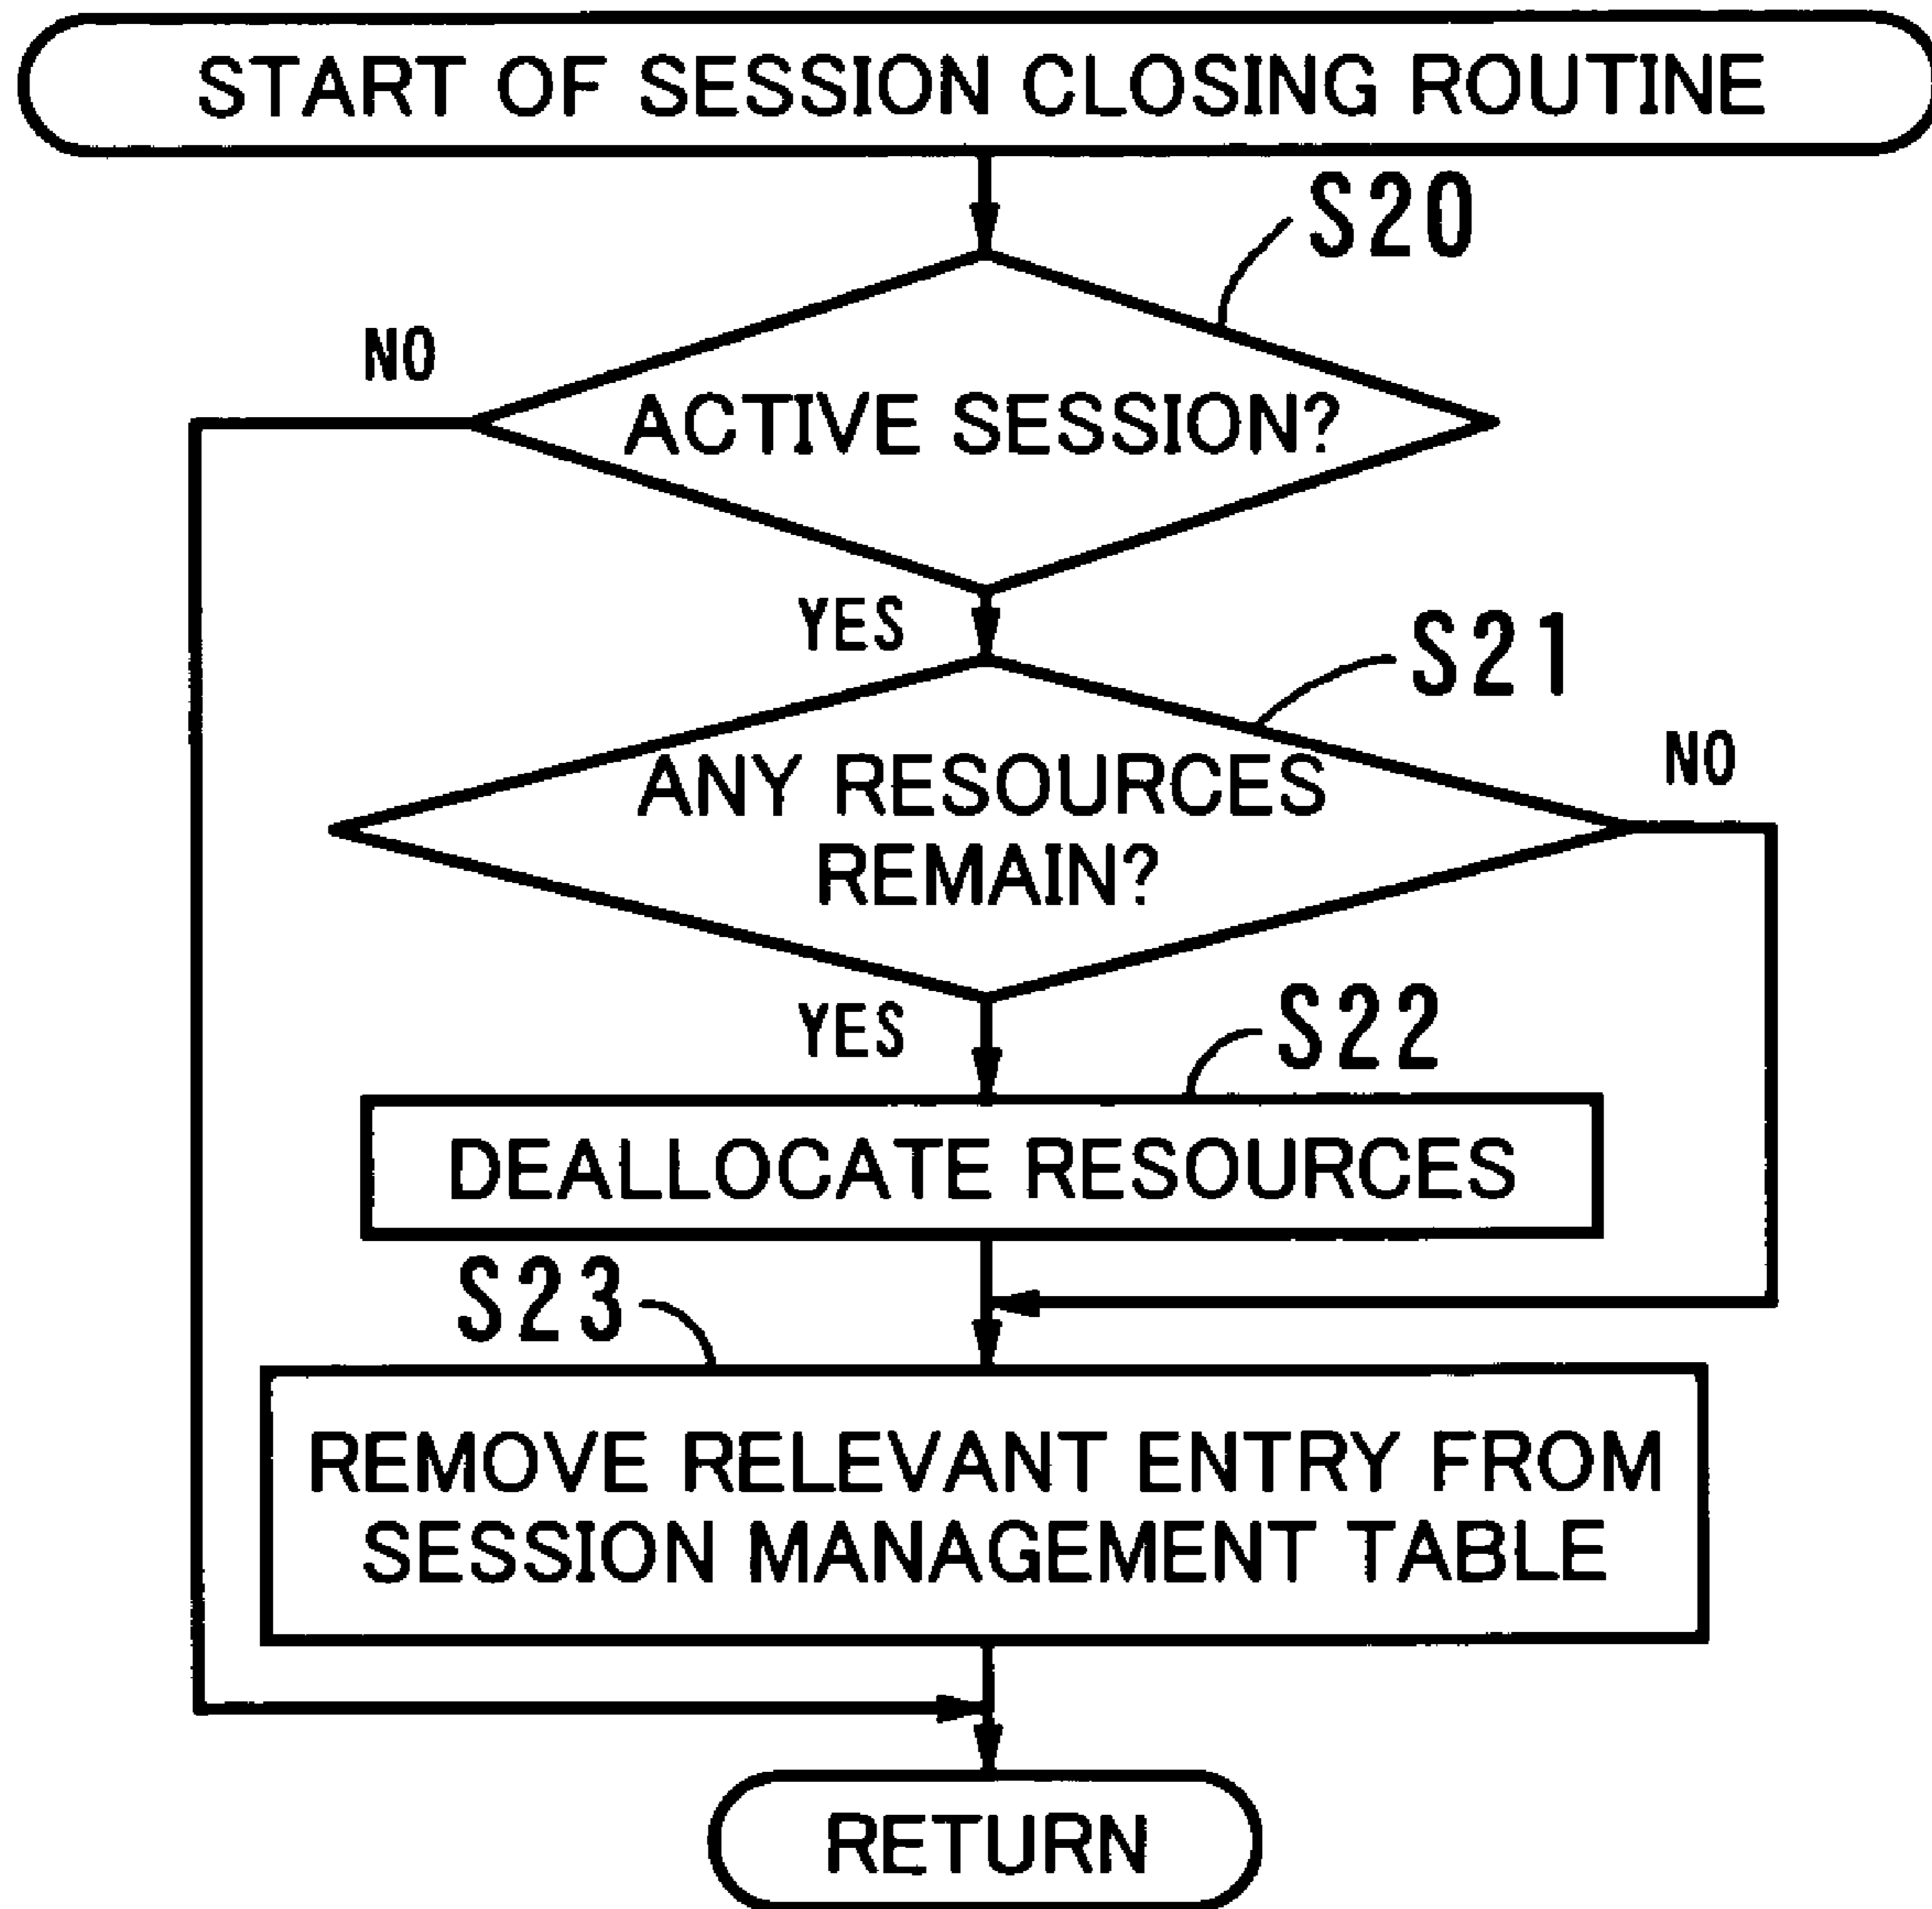 START OF SESSION CLOSING ROUTINE
S20
NO
ACTIVE SESSION?
YES
S21
NO
ANY RESOURCES
REMAIN?
YES
S22
DEALLOCATE RESOURCES
S23
REMOVE RELEVANT ENTRY FROM
SESSION MANAGEMENT TABLE
RETURN